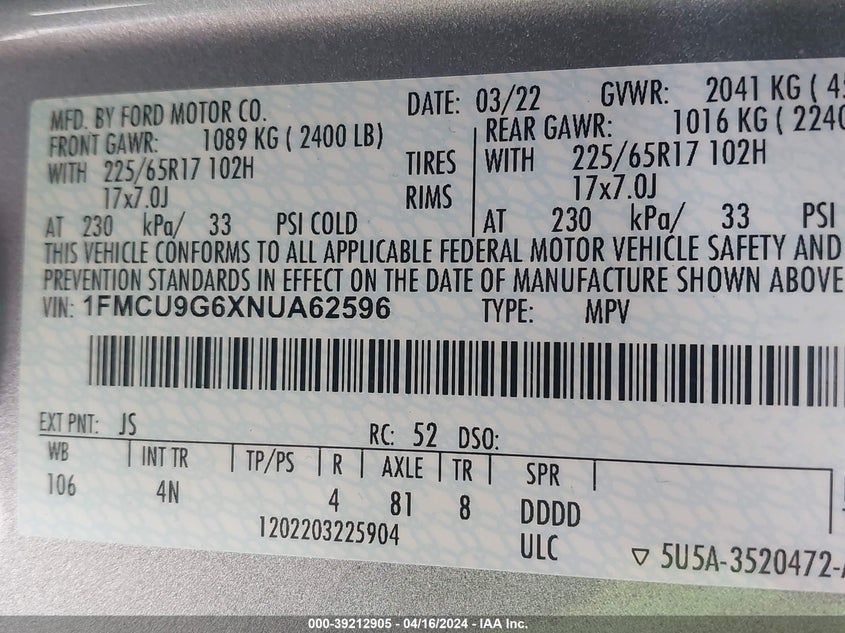 MFD. BY FORD MOTOR CO. DATE: 03/22 GVWR: 2041 KG ( 45
FRONT GAWR: 1089 KG ( 2400 LB) REAR GAWR: 1016 KG ( 2240
WITH 225/65R17 102H TIRES WITH 225/65R17 102H
17x7.0J RIMS 17x7.0J
AT 230 kPa/ 33 PSI COLD AT 230 kPa/ 33 PSI
THIS VEHICLE CONFORMS TO ALL APPLICABLE FEDERAL MOTOR VEHICLE SAFETY AND
PREVENTION STANDARDS IN EFFECT ON THE DATE OF MANUFACTURE SHOWN ABOVE
VIN: 1FMCU9G6XNUA62596 TYPE: MPV
EXT PNT: JS RC: 52 DSO:
WB INT TR TP/PS R AXLE TR SPR
106 4N 4 81 8 DDDD
1202203225904 ULC
▽ 5U5A-3520472-A
000-39212905 - 04/16/2024 - IAA Inc.